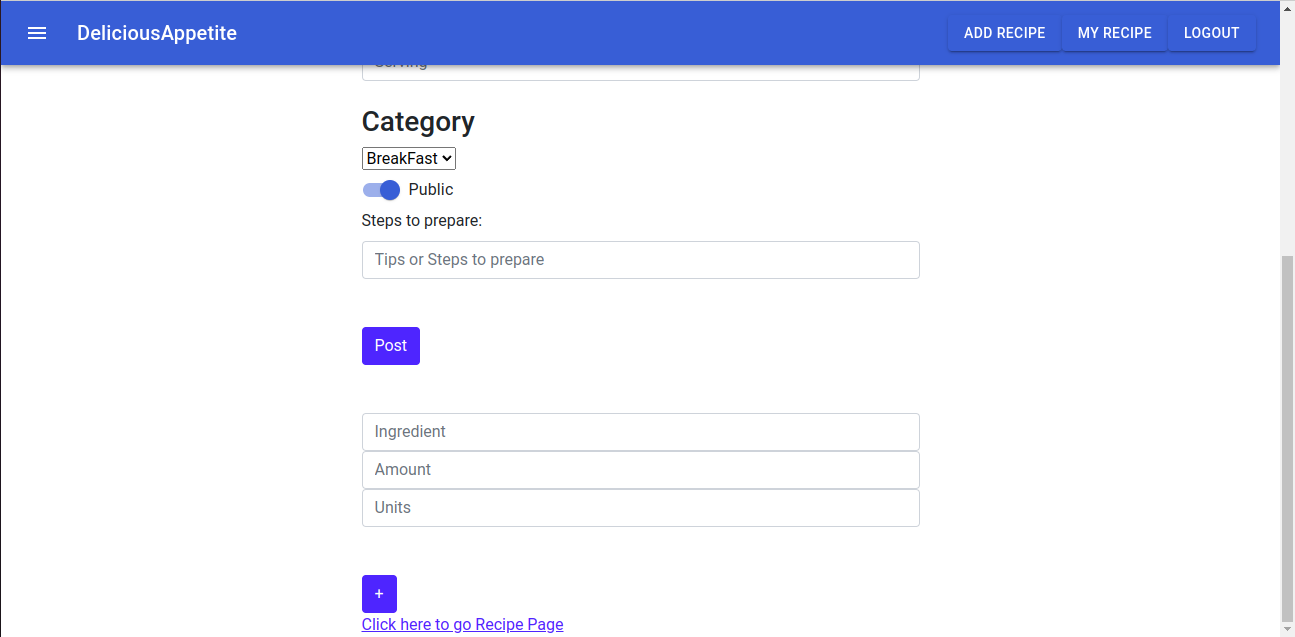 DeliciousAppetite ADD RECIPE MY RECIPE LOGOUT
Serving
Category
BreakFast
Public
Steps to prepare:
Tips or Steps to prepare
Post
Ingredient
Amount
Units
+
Click here to go Recipe Page